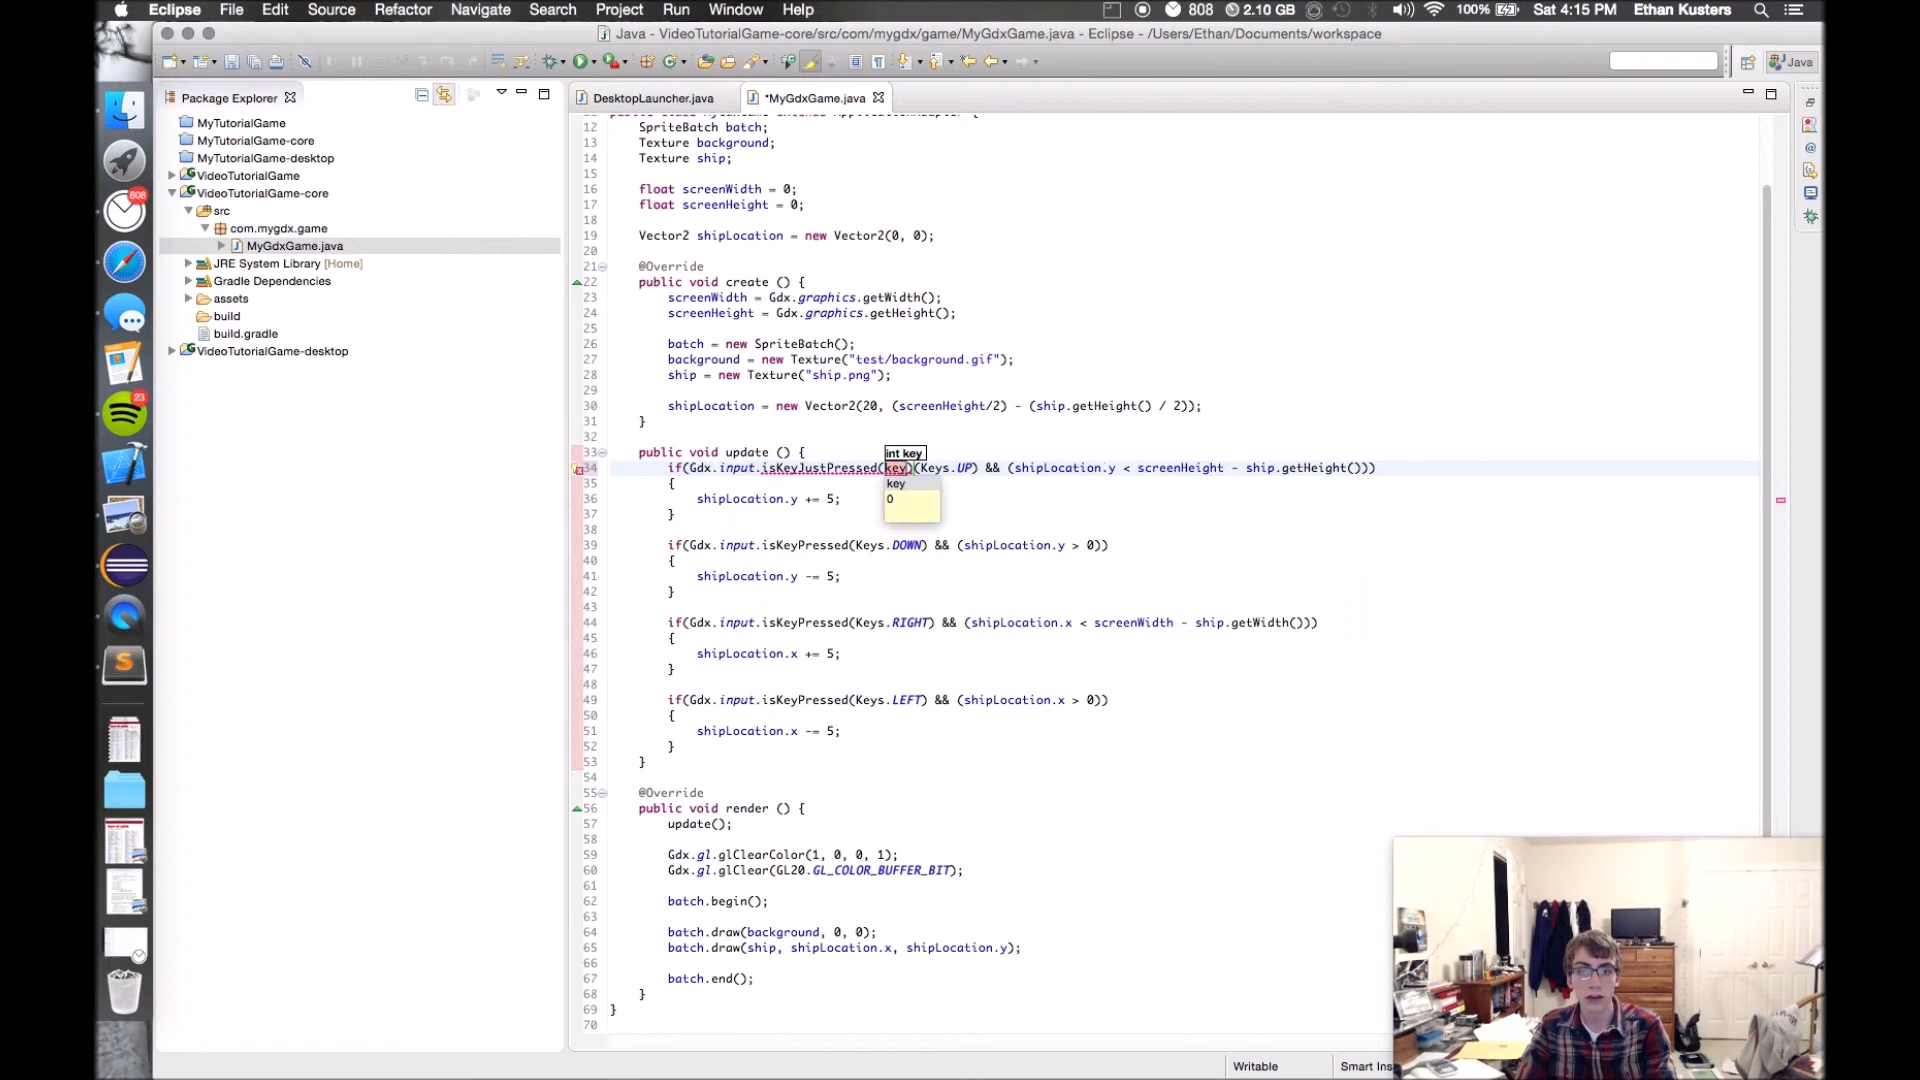 Eclipse File Edit Source Refactor Navigate Search Project Run Window Help 808 2.10 GB 100% Sat 4:15 PM Ethan Kusters
Java - VideoTutorialGame-core/src/com/mygdx/game/MyGdxGame.java - Eclipse - /Users/Ethan/Documents/workspace
Java
Package Explorer
DesktopLauncher.java *MyGdxGame.java
MyTutorialGame
MyTutorialGame-core
MyTutorialGame-desktop
VideoTutorialGame
VideoTutorialGame-core
src
com.mygdx.game
MyGdxGame.java
JRE System Library [Home]
Gradle Dependencies
assets
build
build.gradle
VideoTutorialGame-desktop
808
23
12 SpriteBatch batch;
13 Texture background;
14 Texture ship;
15
16 float screenWidth = 0;
17 float screenHeight = 0;
18
19 Vector2 shipLocation = new Vector2(0, 0);
20
21 @Override
22 public void create () {
23 screenWidth = Gdx.graphics.getWidth();
24 screenHeight = Gdx.graphics.getHeight();
25
26 batch = new SpriteBatch();
27 background = new Texture("test/background.gif");
28 ship = new Texture("ship.png");
29
30 shipLocation = new Vector2(20, (screenHeight/2) - (ship.getHeight() / 2));
31 }
32
33 public void update () {
int key
34 if(Gdx.input.isKeyJustPressed(key)(Keys.UP) && (shipLocation.y < screenHeight - ship.getHeight()))
35 {
key
36 shipLocation.y += 5;
0
37 }
38
39 if(Gdx.input.isKeyPressed(Keys.DOWN) && (shipLocation.y > 0))
40 {
41 shipLocation.y -= 5;
42 }
43
44 if(Gdx.input.isKeyPressed(Keys.RIGHT) && (shipLocation.x < screenWidth - ship.getWidth()))
45 {
46 shipLocation.x += 5;
47 }
48
49 if(Gdx.input.isKeyPressed(Keys.LEFT) && (shipLocation.x > 0))
50 {
51 shipLocation.x -= 5;
52 }
53 }
54
55 @Override
56 public void render () {
57 update();
58
59 Gdx.gl.glClearColor(1, 0, 0, 1);
60 Gdx.gl.glClear(GL20.GL_COLOR_BUFFER_BIT);
61
62 batch.begin();
63
64 batch.draw(background, 0, 0);
65 batch.draw(ship, shipLocation.x, shipLocation.y);
66
67 batch.end();
68 }
69 }
70
Writable Smart Ins